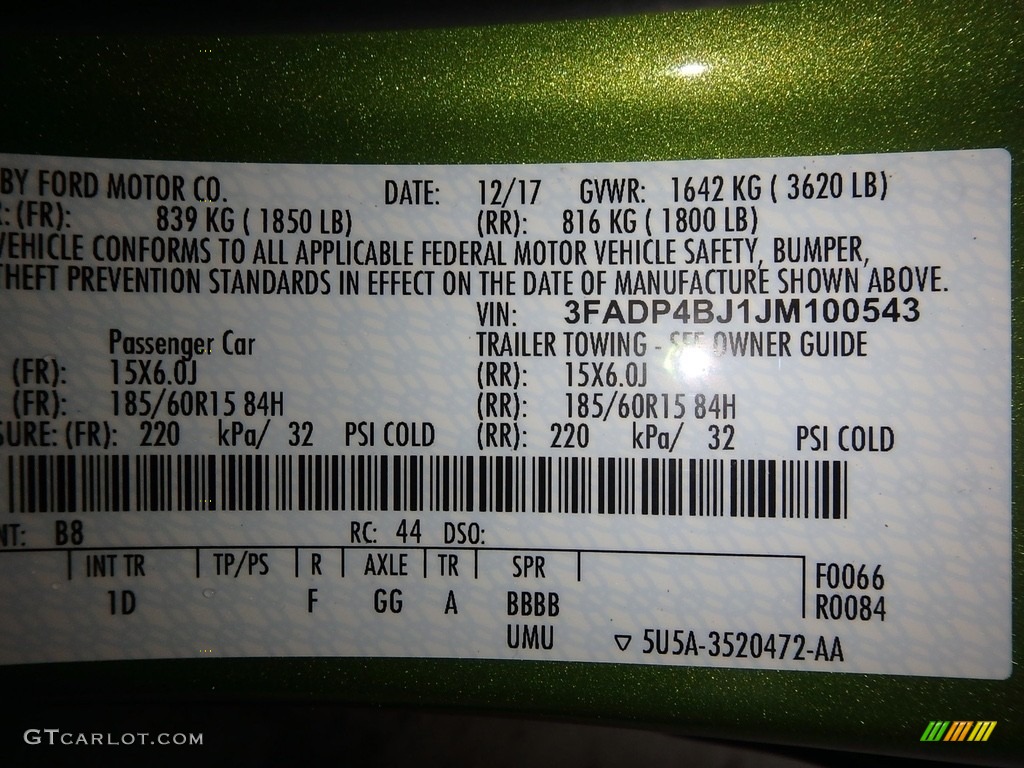 BY FORD MOTOR CO. DATE: 12/17 GVWR: 1642 KG ( 3620 LB)
R: (FR): 839 KG ( 1850 LB) (RR): 816 KG ( 1800 LB)
VEHICLE CONFORMS TO ALL APPLICABLE FEDERAL MOTOR VEHICLE SAFETY, BUMPER,
THEFT PREVENTION STANDARDS IN EFFECT ON THE DATE OF MANUFACTURE SHOWN ABOVE.
VIN: 3FADP4BJ1JM100543
Passenger Car TRAILER TOWING - SEE OWNER GUIDE
(FR): 15X6.0J (RR): 15X6.0J
(FR): 185/60R15 84H (RR): 185/60R15 84H
SURE: (FR): 220 kPa/ 32 PSI COLD (RR): 220 kPa/ 32 PSI COLD
NT: B8 RC: 44 DSO:
INT TR TP/PS R AXLE TR SPR F0066
1D F GG A BBBB R0084
UMU ▽ 5U5A-3520472-AA
GTCARLOT.COM